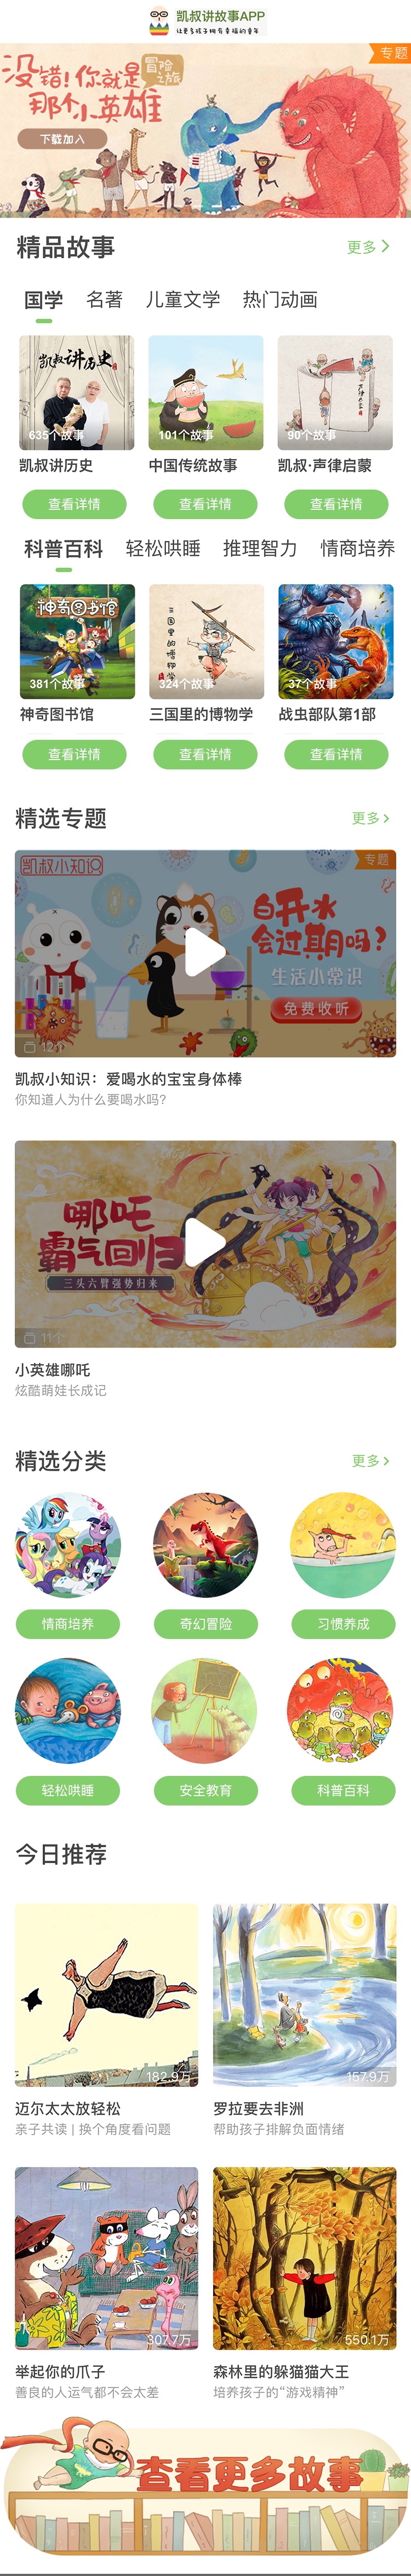 凯叔讲故事APP
让更多孩子拥有幸福的童年
专题
没错！你就是
那个小英雄
冒险
之旅
下载加入
精品故事
更多
国学 名著 儿童文学 热门动画
凯叔讲历史
635个故事
101个故事
90个故事
凯叔讲历史
中国传统故事
凯叔·声律启蒙
查看详情
查看详情
查看详情
科普百科 轻松哄睡 推理智力 情商培养
神奇图书馆
三国里的博物学
381个故事
324个故事
37个故事
神奇图书馆
三国里的博物学
战虫部队第1部
查看详情
查看详情
查看详情
精选专题
更多
凯叔小知识
专题
白开水
会过期吗？
生活小常识
免费收听
凯叔小知识：爱喝水的宝宝身体棒
你知道人为什么要喝水吗?
哪吒
霸气回归
三头六臂强势归来
11个
小英雄哪吒
炫酷萌娃长成记
精选分类
更多
情商培养
奇幻冒险
习惯养成
轻松哄睡
安全教育
科普百科
今日推荐
182.9万
157.9万
迈尔太太放轻松
亲子共读 | 换个角度看问题
罗拉要去非洲
帮助孩子排解负面情绪
307.7万
550.1万
举起你的爪子
善良的人运气都不会太差
森林里的躲猫猫大王
培养孩子的“游戏精神”
查看更多故事